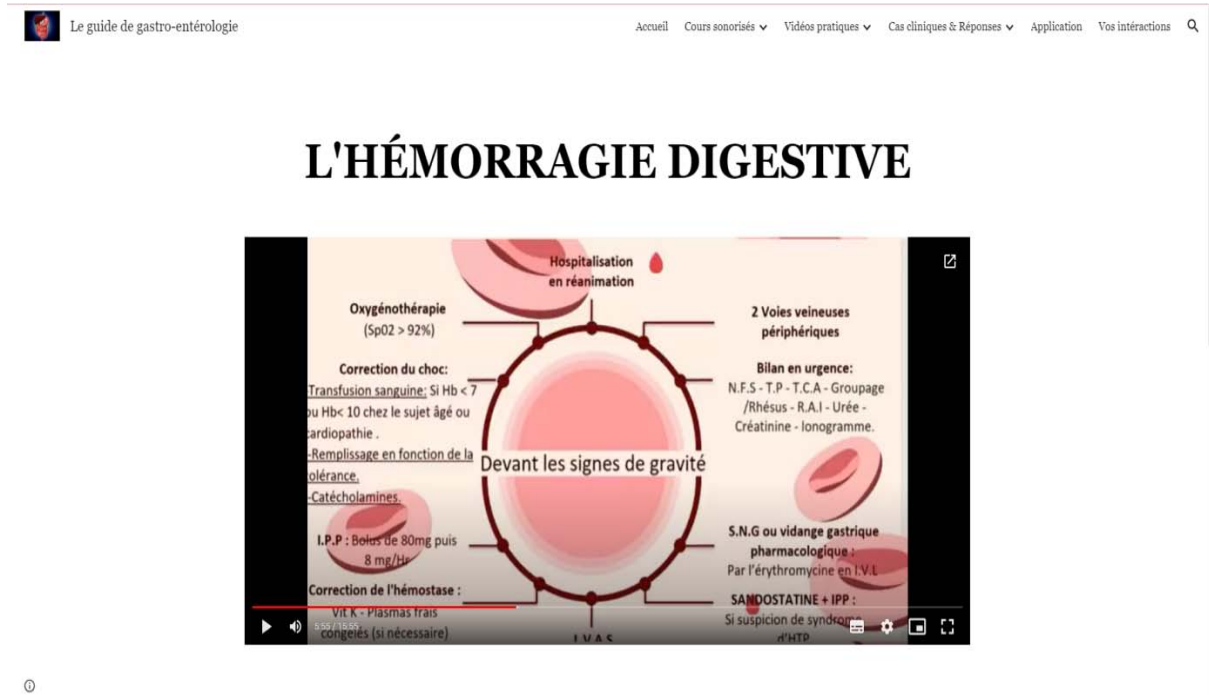 Le guide de gastro-entérologie
Accueil Cours sonorisés Vidéos pratiques Cas cliniques & Réponses Application Vos intéractions
L'HÉMORRAGIE DIGESTIVE
Hospitalisation
en réanimation
Oxygénothérapie
(Sp02 > 92%)
Correction du choc:
Transfusion sanguine: Si Hb < 7
ou Hb< 10 chez le sujet âgé ou
cardiopathie .
-Remplissage en fonction de la
tolérance.
-Catécholamines.
I.P.P : Bolus de 80mg puis
8 mg/Hr
Correction de l'hémostase :
Vit K - Plasmas frais
congelés (si nécessaire)
Devant les signes de gravité
2 Voies veineuses
périphériques
Bilan en urgence:
N.F.S - T.P - T.C.A - Groupage
/Rhésus - R.A.I - Urée -
Créatinine - Ionogramme.
S.N.G ou vidange gastrique
pharmacologique :
Par l'érythromycine en I.V.L
SANDOSTATINE + IPP :
Si suspicion de syndrome
d'HTP
I.V.A.S
5:55 / 15:55